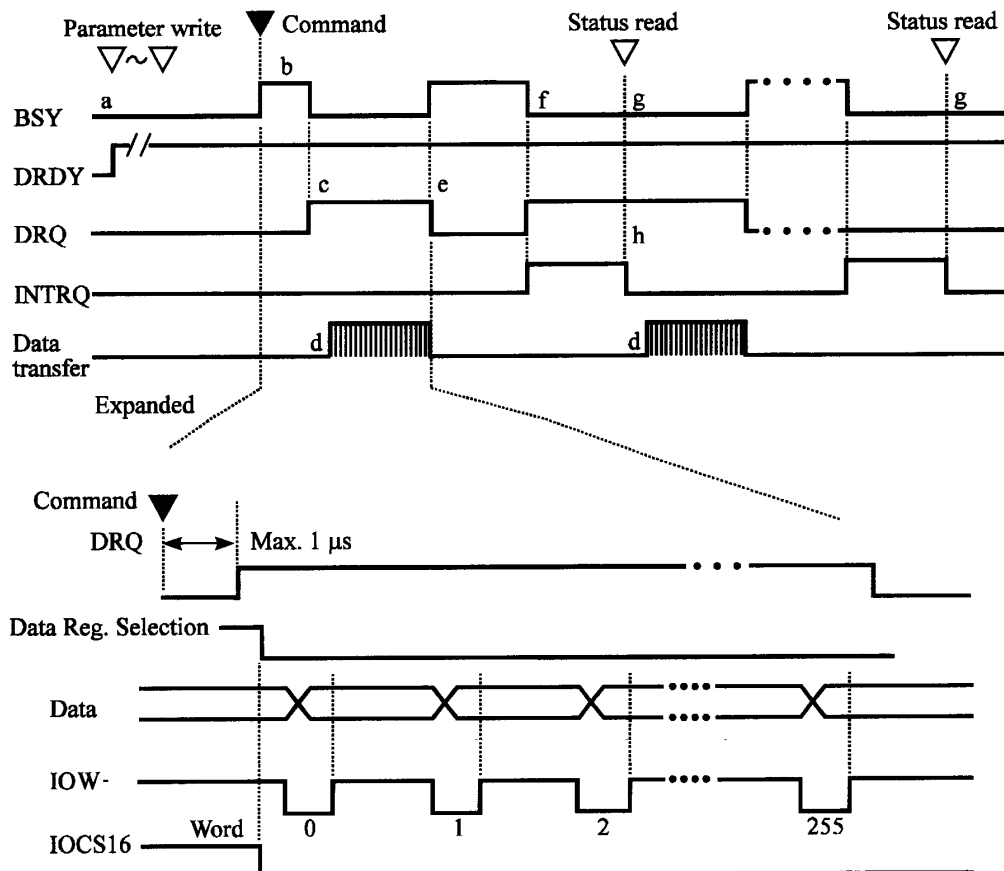 Parameter write
Command
Status read
Status read
b
a
f
g
g
BSY
DRDY
c
e
DRQ
h
INTRQ
Data
transfer
d
d
Expanded
Command
DRQ
Max. 1 μs
Data Reg. Selection
Data
IOW-
Word
0
1
2
255
IOCS16